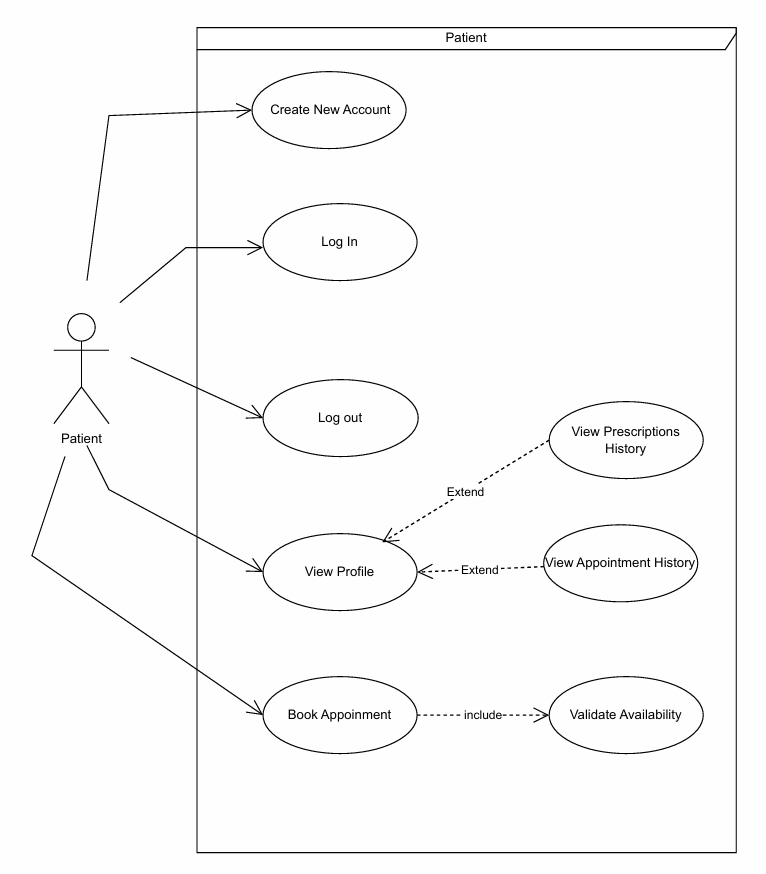 Patient
Create New Account
Log In
Log out
View Prescriptions
History
Extend
Patient
View Profile
Extend
View Appointment History
Book Appoinment
include
Validate Availability